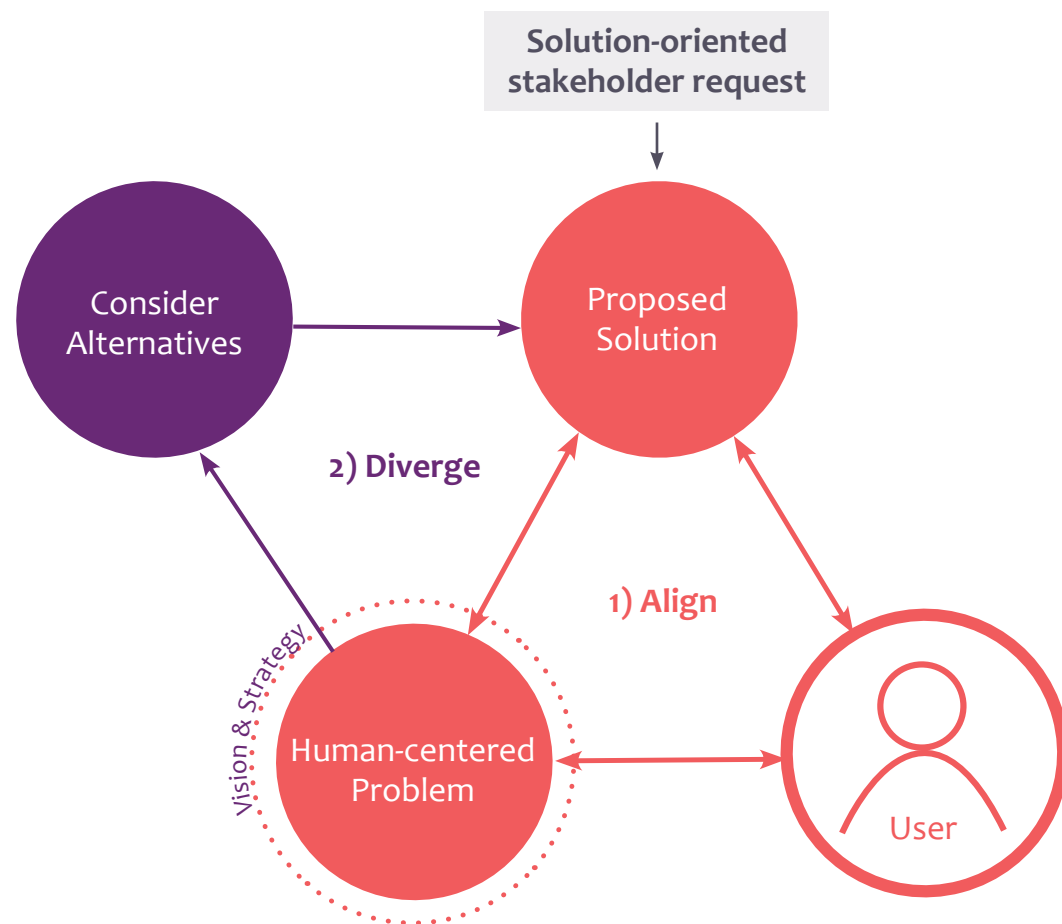 Solution-oriented
stakeholder request
Consider
Alternatives
Proposed
Solution
2) Diverge
1) Align
Vision & Strategy
Human-centered
Problem
User